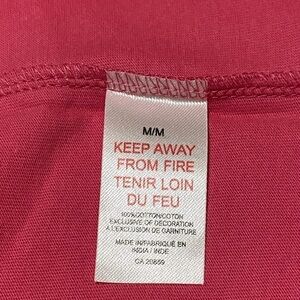 M/M
KEEP AWAY
FROM FIRE
TENIR LOIN
DU FEU
100%COTTON/COTON
EXCLUSIVE OF DECORATION
A L'EXCLUSION DE GARNITURE
MADE IN/FABRIQUÉ EN
INDIA / INDE
CA 20859